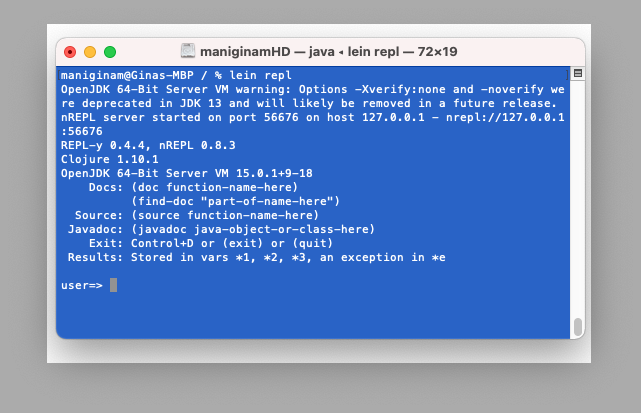 maniginamHD — java ◂ lein repl — 72×19
maniginam@Ginas-MBP / % lein repl
OpenJDK 64-Bit Server VM warning: Options -Xverify:none and -noverify we
re deprecated in JDK 13 and will likely be removed in a future release.
nREPL server started on port 56676 on host 127.0.0.1 - nrepl://127.0.0.1
:56676
REPL-y 0.4.4, nREPL 0.8.3
Clojure 1.10.1
OpenJDK 64-Bit Server VM 15.0.1+9-18
    Docs: (doc function-name-here)
          (find-doc "part-of-name-here")
  Source: (source function-name-here)
 Javadoc: (javadoc java-object-or-class-here)
    Exit: Control+D or (exit) or (quit)
 Results: Stored in vars *1, *2, *3, an exception in *e
user=>